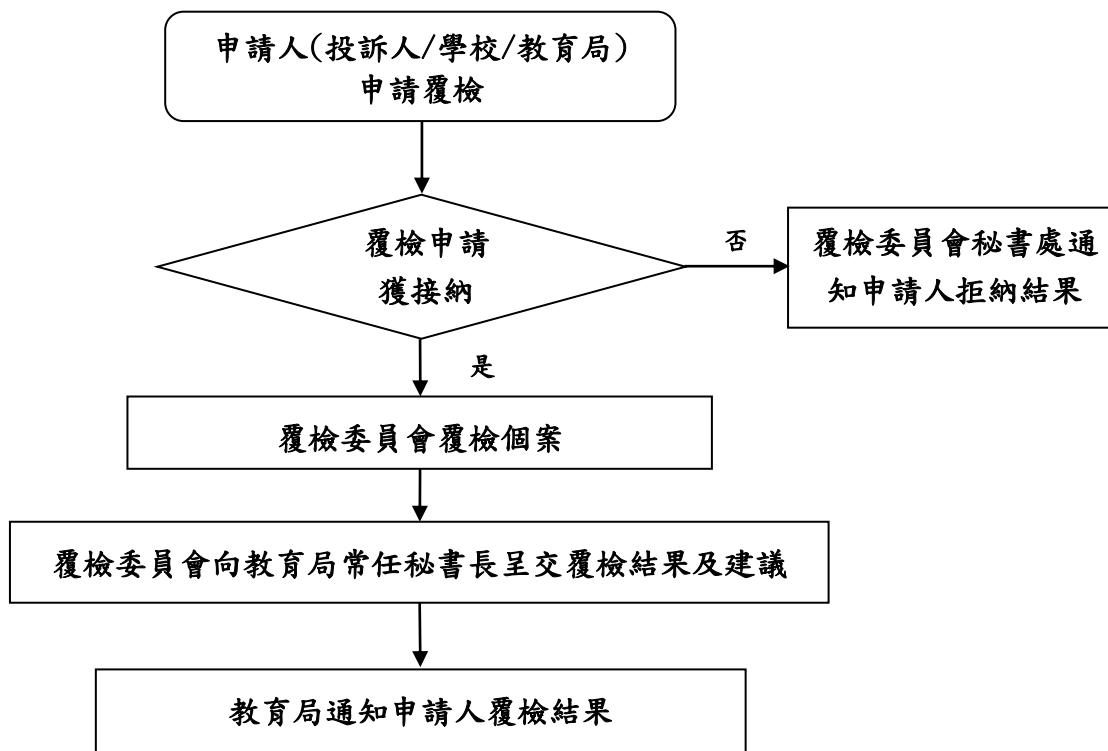 申請人(投訴人/學校/教育局)
申請覆檢
覆檢申請
獲接納
否
覆檢委員會秘書處通
知申請人拒納結果
是
覆檢委員會覆檢個案
覆檢委員會向教育局常任秘書長呈交覆檢結果及建議
教育局通知申請人覆檢結果